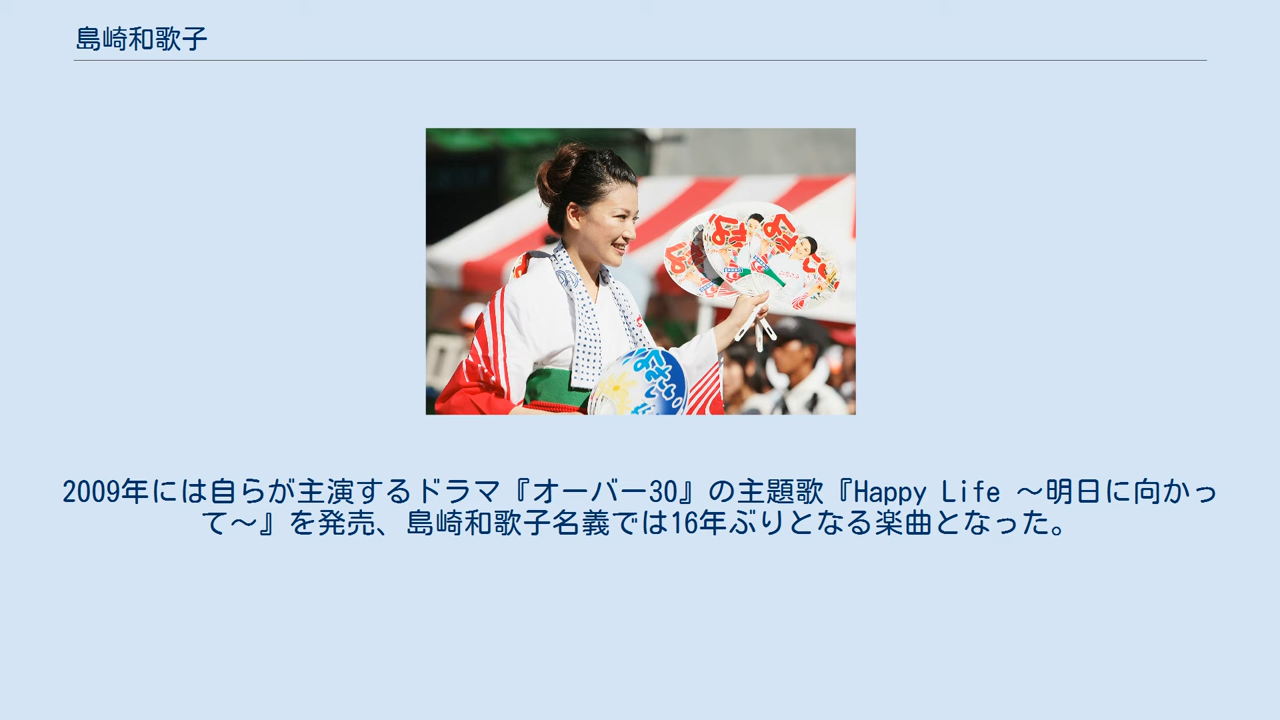 島崎和歌子
2009年には自らが主演するドラマ『オーバー30』の主題歌『Happy Life ～明日に向かっ
て～』を発売、島崎和歌子名義では16年ぶりとなる楽曲となった。